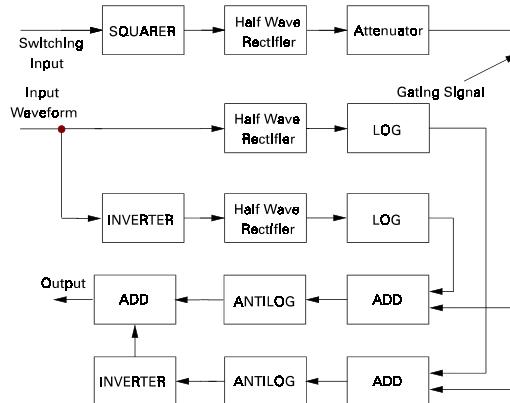 SQUARER
Half Wave
Rectifier
Attenuator
Switching
Input
Gating Signal
Input
Waveform
Half Wave
Rectifier
LOG
INVERTER
Half Wave
Rectifier
LOG
Output
ADD
ANTILOG
ADD
INVERTER
ANTILOG
ADD